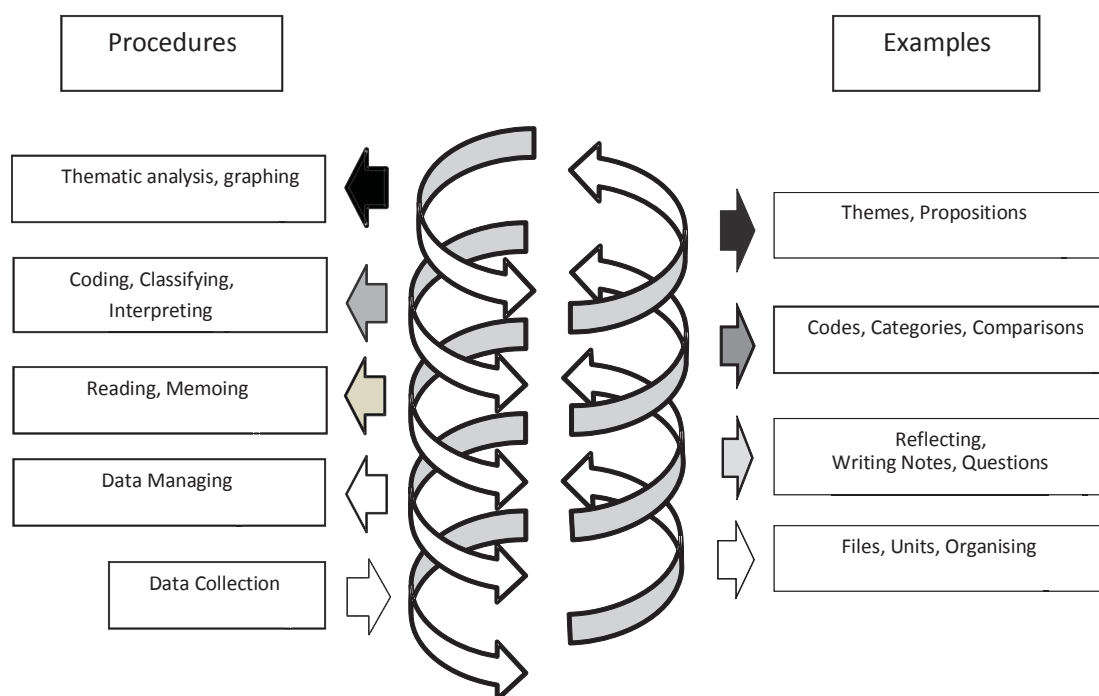 Procedures
Examples
Thematic analysis, graphing
Themes, Propositions
Coding, Classifying,
Interpreting
Codes, Categories, Comparisons
Reading, Memoing
Reflecting,
Writing Notes, Questions
Data Managing
Files, Units, Organising
Data Collection